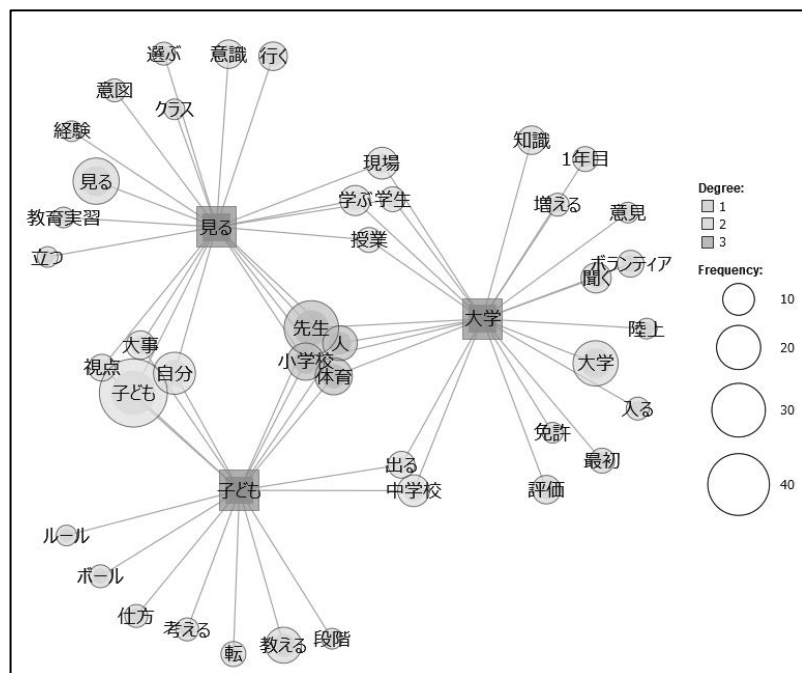 選ぶ
意識
行く
意図
クラス
経験
見る
教育実習
見る
立つ
現場
学ぶ
学生
授業
知識
1年目
増える
意見
ボランティア
聞く
大学
陸上
大学
入る
免許
最初
評価
先生
人
小学校
体育
大事
視点
自分
子ども
出る
中学校
子ども
ルール
ボール
仕方
考える
転
教える
段階
Degree:
1
2
3
Frequency:
10
20
30
40